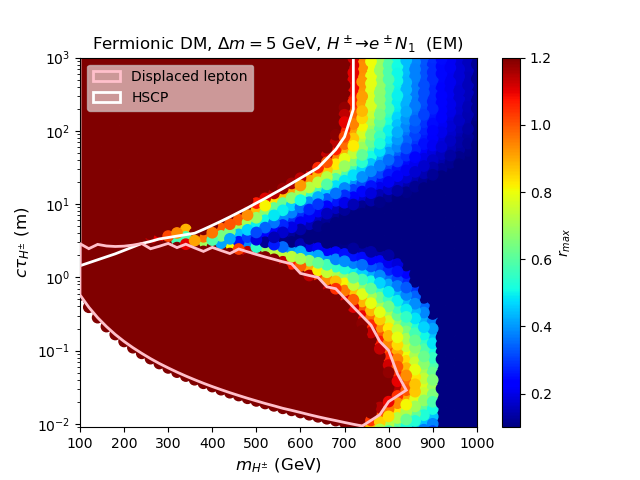 Fermionic DM, Δm = 5 GeV, H^± → e^± N_1 (EM)
Displaced lepton
HSCP
10^3
10^2
10^1
10^0
10^−1
10^−2
cτ_{H^±} (m)
100 200 300 400 500 600 700 800 900 1000
m_{H^±} (GeV)
1.2
1.0
0.8
0.6
0.4
0.2
r_{max}